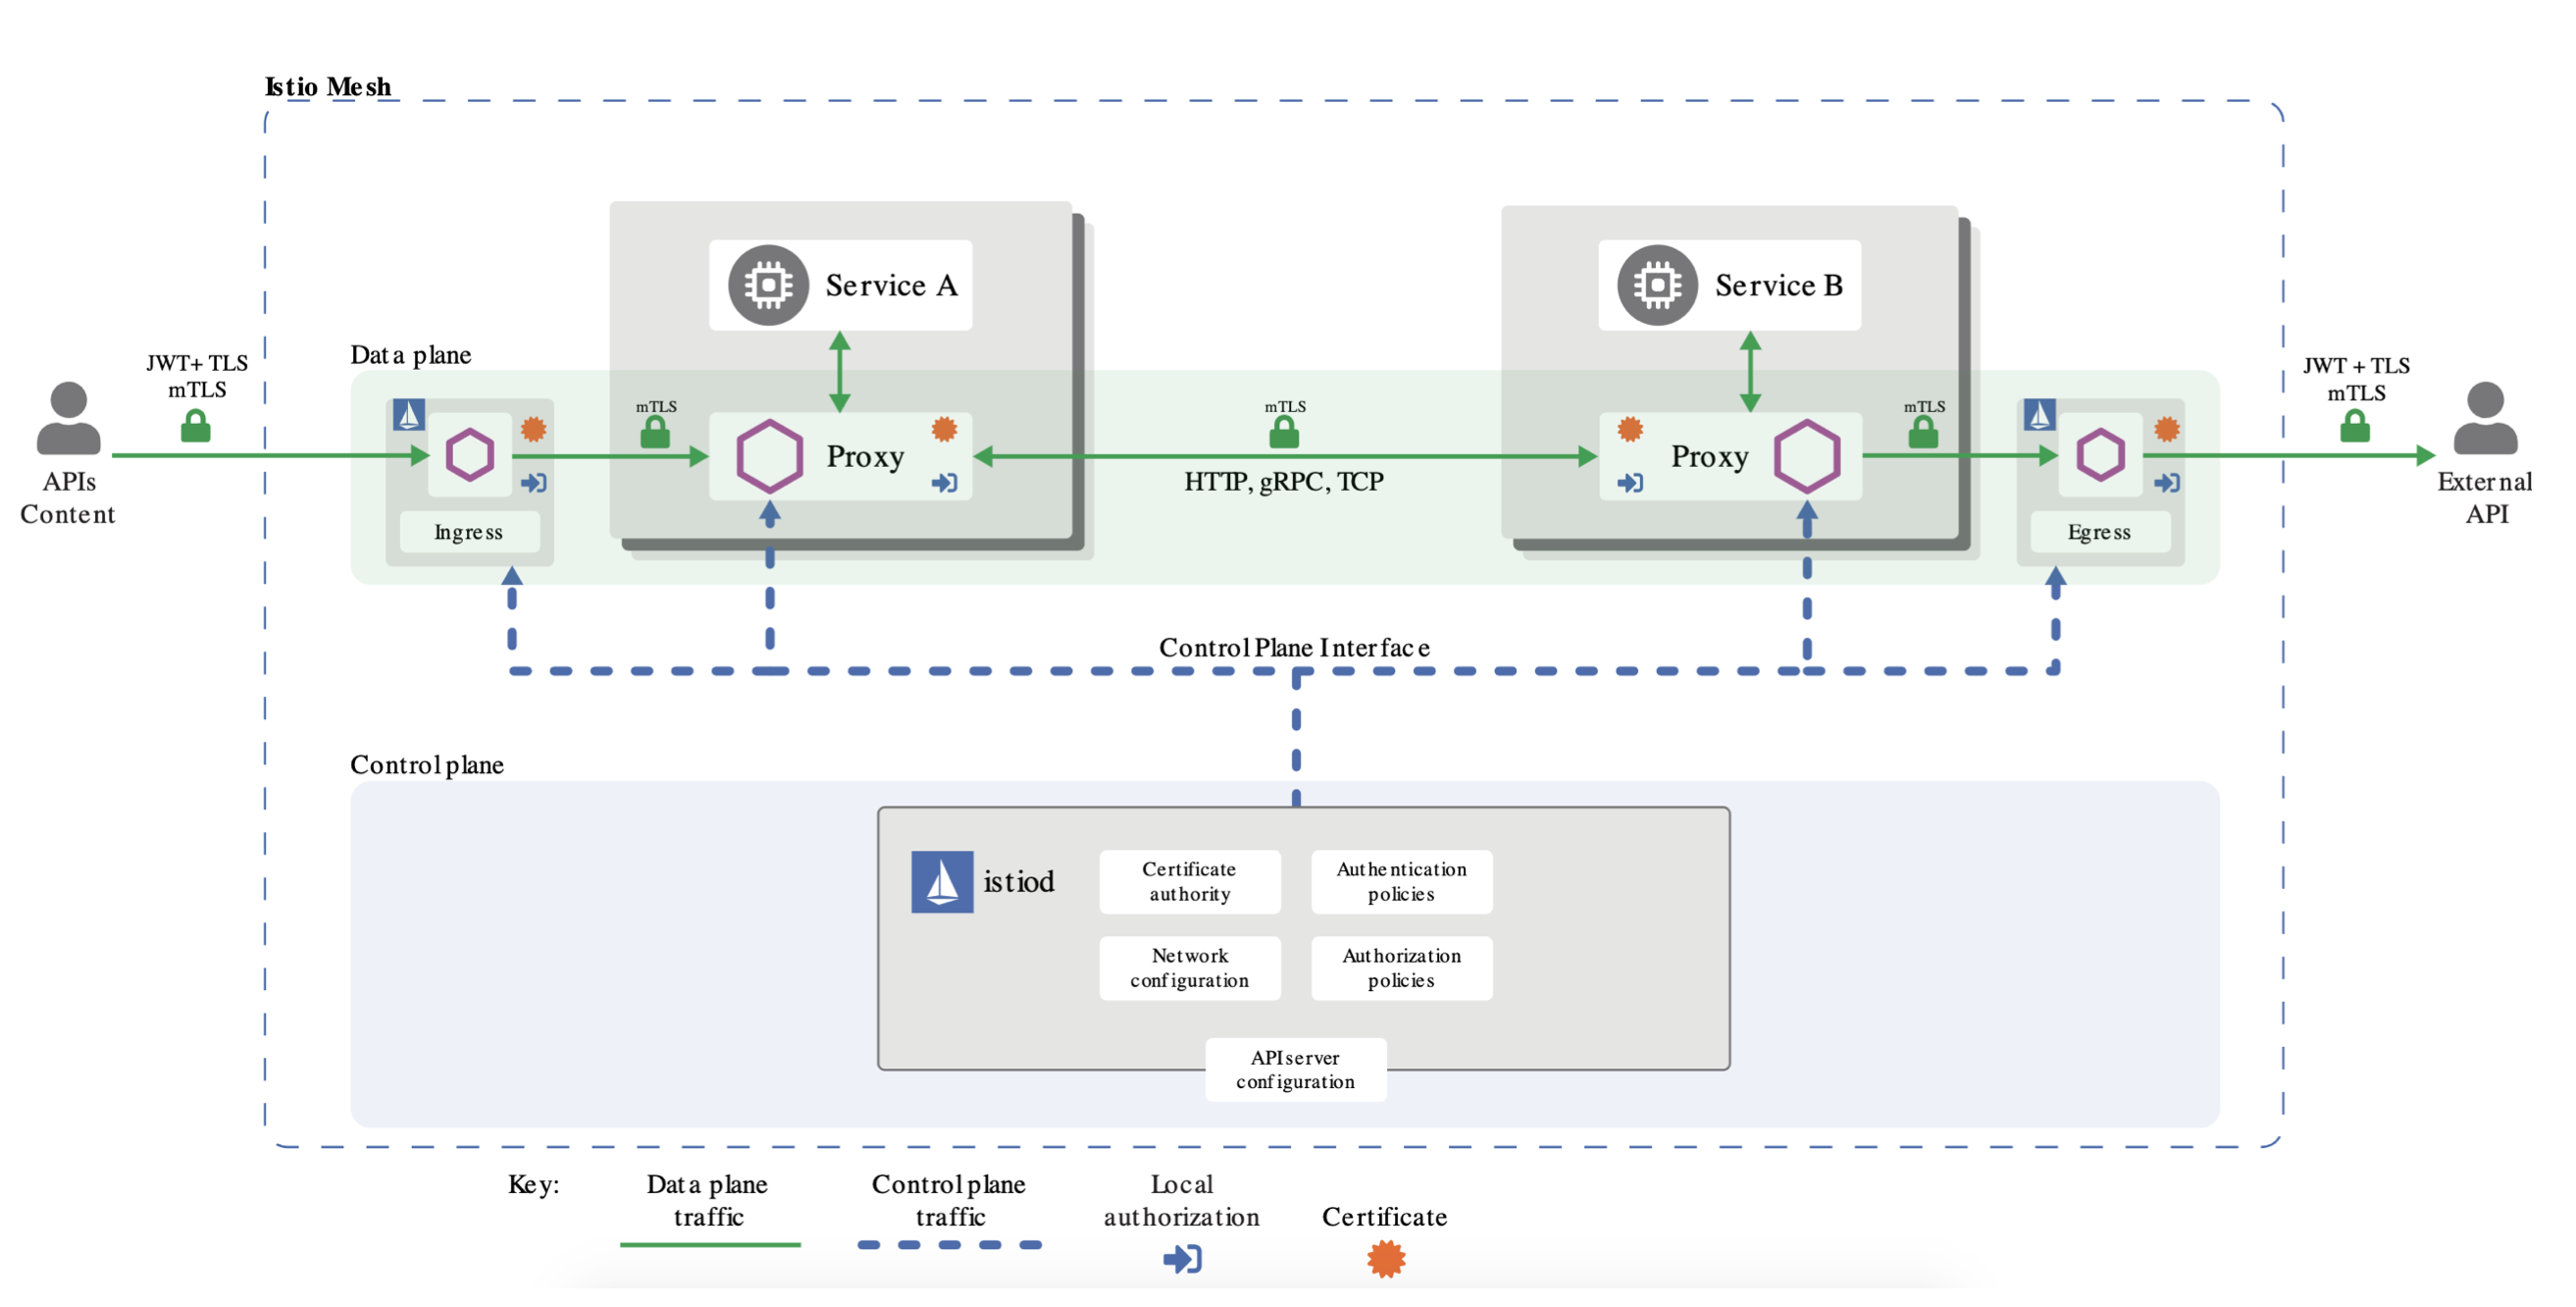 Istio Mesh
Service A
Service B
Data plane
JWT+ TLS
mTLS
JWT + TLS
mTLS
mTLS
mTLS
mTLS
Proxy
Proxy
HTTP, gRPC, TCP
APIs
Content
External
API
Ingress
Egress
Control Plane Interface
Control plane
istiod
Certificate
authority
Authentication
policies
Network
configuration
Authorization
policies
API server
configuration
Key:
Data plane
traffic
Control plane
traffic
Local
authorization
Certificate